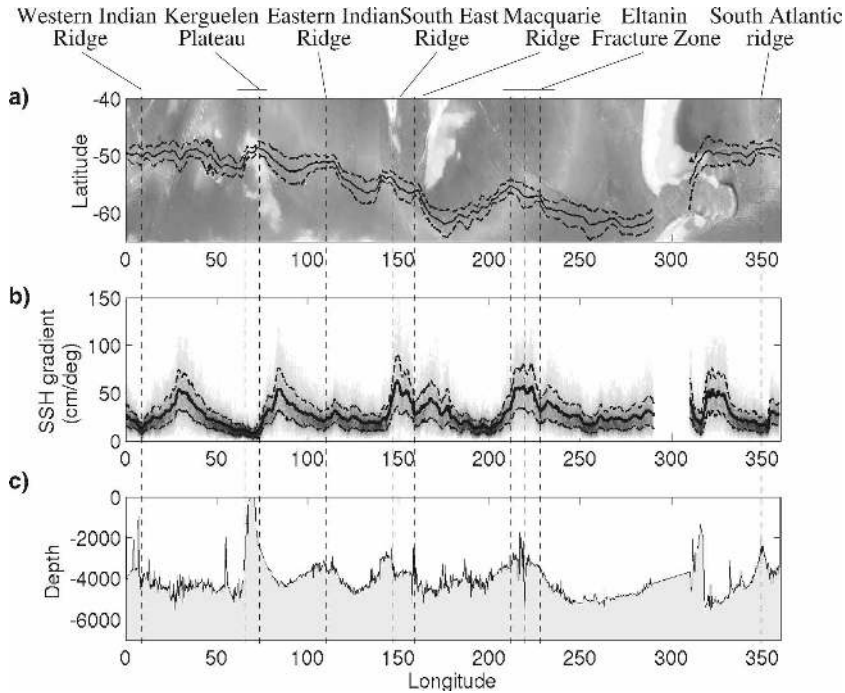 Western Indian Ridge
Kerguelen Plateau
Eastern Indian Ridge
South East Ridge
Macquarie Ridge
Eltanin Fracture Zone
South Atlantic ridge
a)
-40
-50
-60
Latitude
0 50 100 150 200 250 300 350
b)
150
100
50
0
SSH gradient
(cm/deg)
0 50 100 150 200 250 300 350
c)
0
-2000
-4000
-6000
Depth
0 50 100 150 200 250 300 350
Longitude